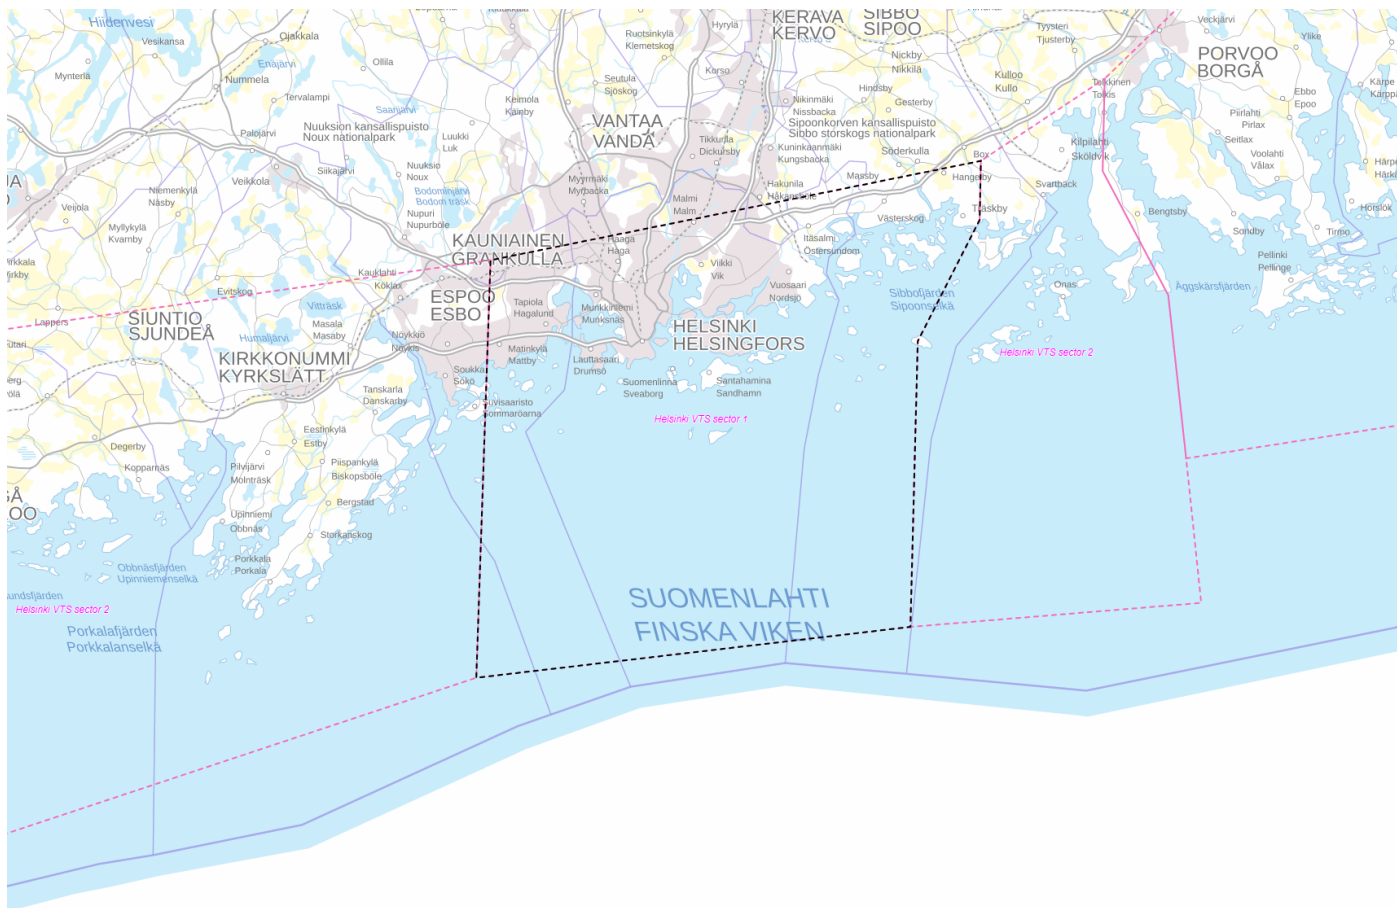 Hiidenvesi
Vesikansa
Ojakkala
Enäjärvi
Ollila
Mynterlä
Nummela
Tervalampi
Saarijärvi
Nuuksion kansallispuisto
Noux nationalpark
Palojärvi
Luukki
Luk
Siikajärvi
Nuuksio
Noux
Veikkola
Niemenkylä
Näsby
Veijola
Bodominjärvi
Bodom träsk
Nupuri
Nupurböle
Myllykylä
Kvarnby
Ruotsinkylä
Klemetskog
Hyrylä
Korso
Seutula
Sjöskog
Keimola
Käinby
VANTAA
VANDA
Tikkurila
Dickursby
Myyrmäki
Myrbacka
Malmi
Malm
KERAVA
KERVO
SIBBO
SIPOO
Nickby
Nikkilä
Hindsby
Gesterby
Nikinmäki
Nissbacka
Sipoonkorven kansallispuisto
Sibbo storskogs nationalpark
Kuninkaanmäki
Kungsbacka
Söderkulla
Massby
Hakunila
Håkansböle
Box
Hangelby
Västerskog
Träskby
Itäsalmi
Östersundom
Tyysteri
Tjusterby
Kulloo
Kullo
Veckjärvi
Ylike
PORVOO
BORGÅ
Tolkkinen
Tolkis
Ebbo
Epoo
Piirlahti
Pirlax
Seitlax
Voolahti
Vålax
Kilpilahti
Sköldvik
Svartbäck
Bengtsby
Sondby
Tirmo
Pellinki
Pellinge
Äggskärsfjärden
Onas
KAUNIAINEN
GRANKULLA
Haaga
Haga
Viikki
Vik
Vuosaari
Nordsjö
Kauklahti
Köklax
ESPOO
ESBO
Tapiola
Hagalund
Munkkiniemi
Munksnäs
Sibbofjärden
Sipoonselkä
Evitskog
Vitträsk
Lappers
SIUNTIO
SJUNDEÅ
Masala
Masaby
Humaljärvi
Nöykkiö
Nöykis
HELSINKI
HELSINGFORS
Matinkylä
Mattby
Lauttasaari
Drumsö
KIRKKONUMMI
KYRKSLÄTT
Soukka
Sökö
Suomenlinna
Sveaborg
Santahamina
Sandhamn
Helsinki VTS sector 2
Tanskarla
Danskarby
Suvisaaristo
Sommaröarna
Helsinki VTS sector 1
Eestinkylä
Estby
Degerby
Kopparnäs
Pilvijärvi
Mölnträsk
Piispankylä
Biskopsböle
Bergstad
Upinniemi
Obbnäs
Storkanskog
Porkkala
Porkala
Obbnäsfjärden
Upinniemenselkä
Helsinki VTS sector 2
Porkalafjärden
Porkkalanselkä
SUOMENLAHTI
FINSKA VIKEN